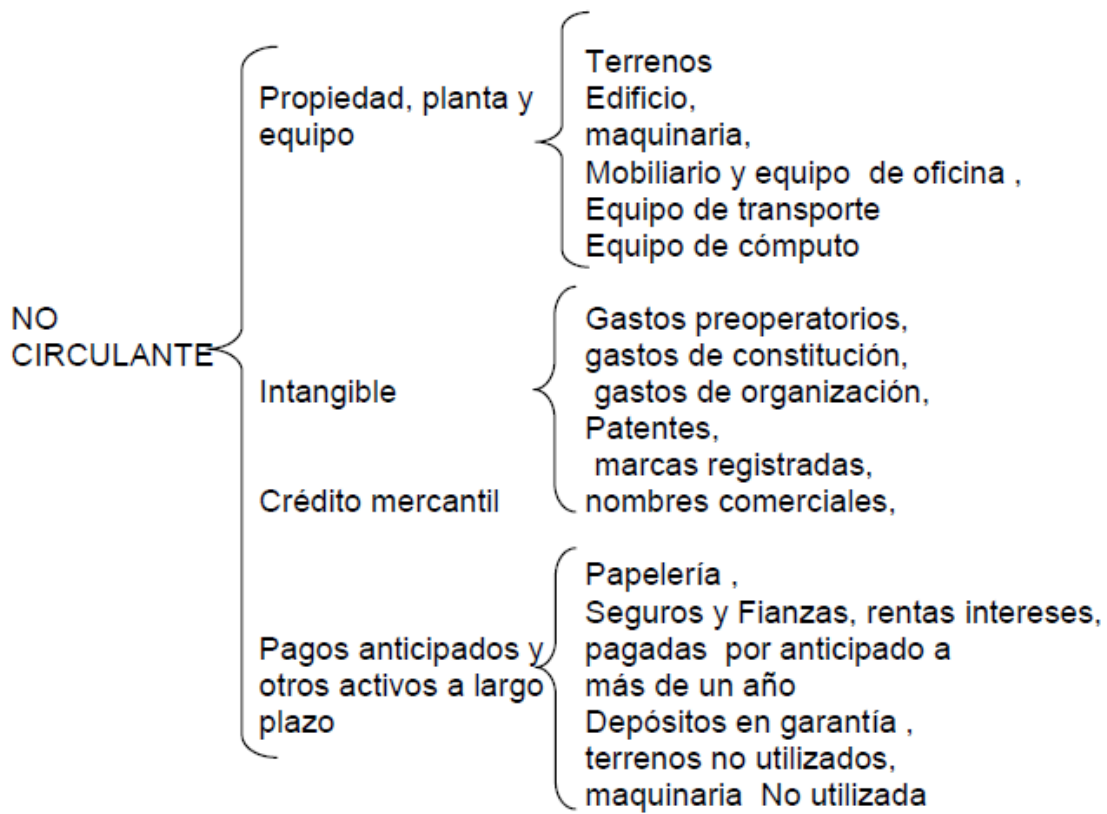 NO
CIRCULANTE
Propiedad, planta y
equipo
Terrenos
Edificio,
maquinaria,
Mobiliario y equipo de oficina ,
Equipo de transporte
Equipo de cómputo
Intangible
Gastos preoperatorios,
gastos de constitución,
gastos de organización,
Patentes,
marcas registradas,
nombres comerciales,
Crédito mercantil
Pagos anticipados y
otros activos a largo
plazo
Papelería ,
Seguros y Fianzas, rentas intereses,
pagadas por anticipado a
más de un año
Depósitos en garantía ,
terrenos no utilizados,
maquinaria No utilizada